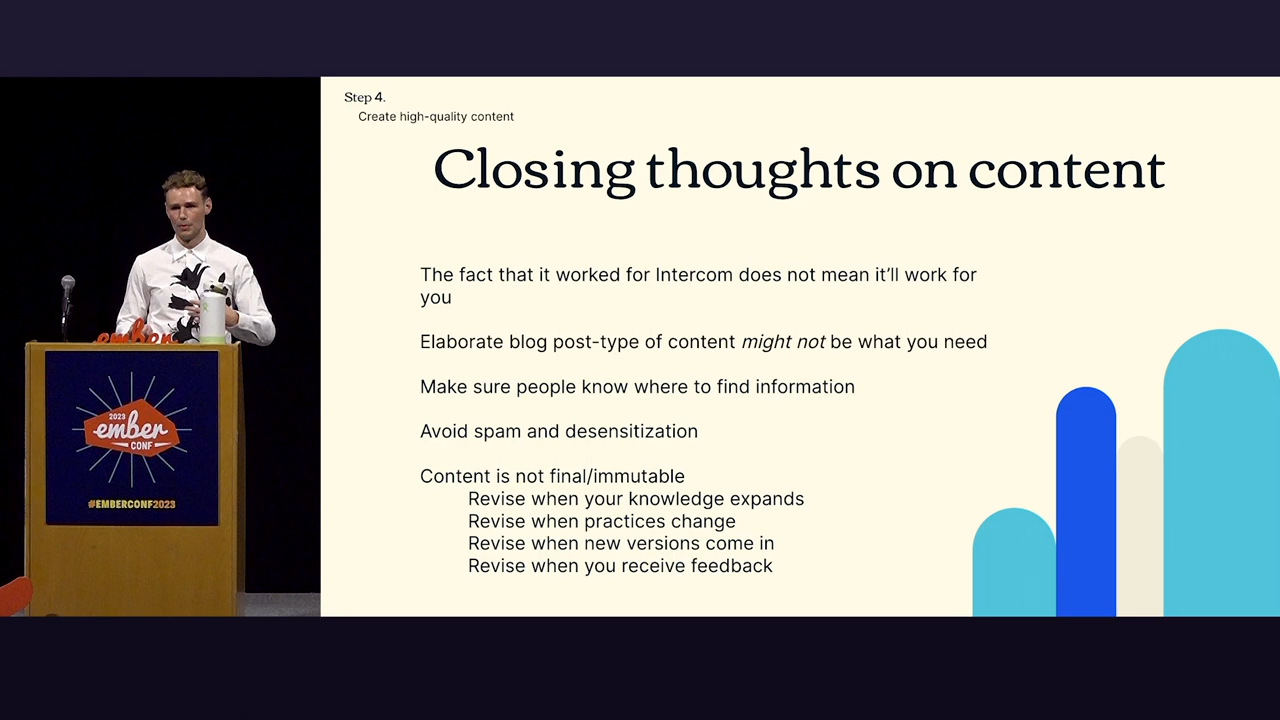 Step 4.
Create high-quality content
Closing thoughts on content
The fact that it worked for Intercom does not mean it’ll work for
you
Elaborate blog post-type of content might not be what you need
Make sure people know where to find information
Avoid spam and desensitization
Content is not final/immutable
Revise when your knowledge expands
Revise when practices change
Revise when new versions come in
Revise when you receive feedback
ember
2023
ember
CONF
#EMBERCONF2023